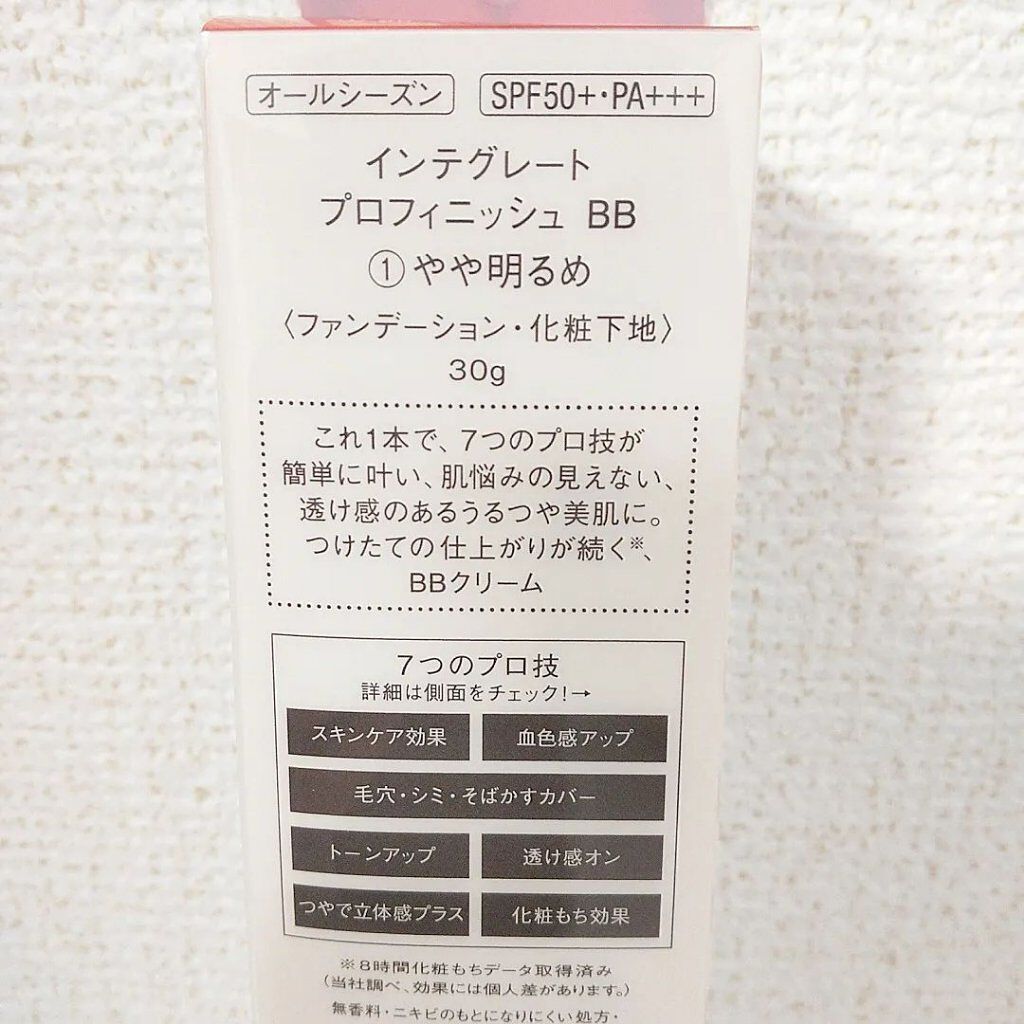 オールシーズン SPF50+・PA+++
インテグレート
プロフィニッシュ BB
①やや明るめ
〈ファンデーション・化粧下地〉
30g
これ1本で、7つのプロ技が
簡単に叶い、肌悩みの見えない、
透け感のあるうるつや美肌に。
つけたての仕上がりが続く※、
BBクリーム
7つのプロ技
詳細は側面をチェック!→
スキンケア効果 血色感アップ
毛穴・シミ・そばかすカバー
トーンアップ 透け感オン
つやで立体感プラス 化粧もち効果
※8時間化粧もちデータ取得済み
(当社調べ、効果には個人差があります。)
無香料・ニキビのもとになりにくい処方・